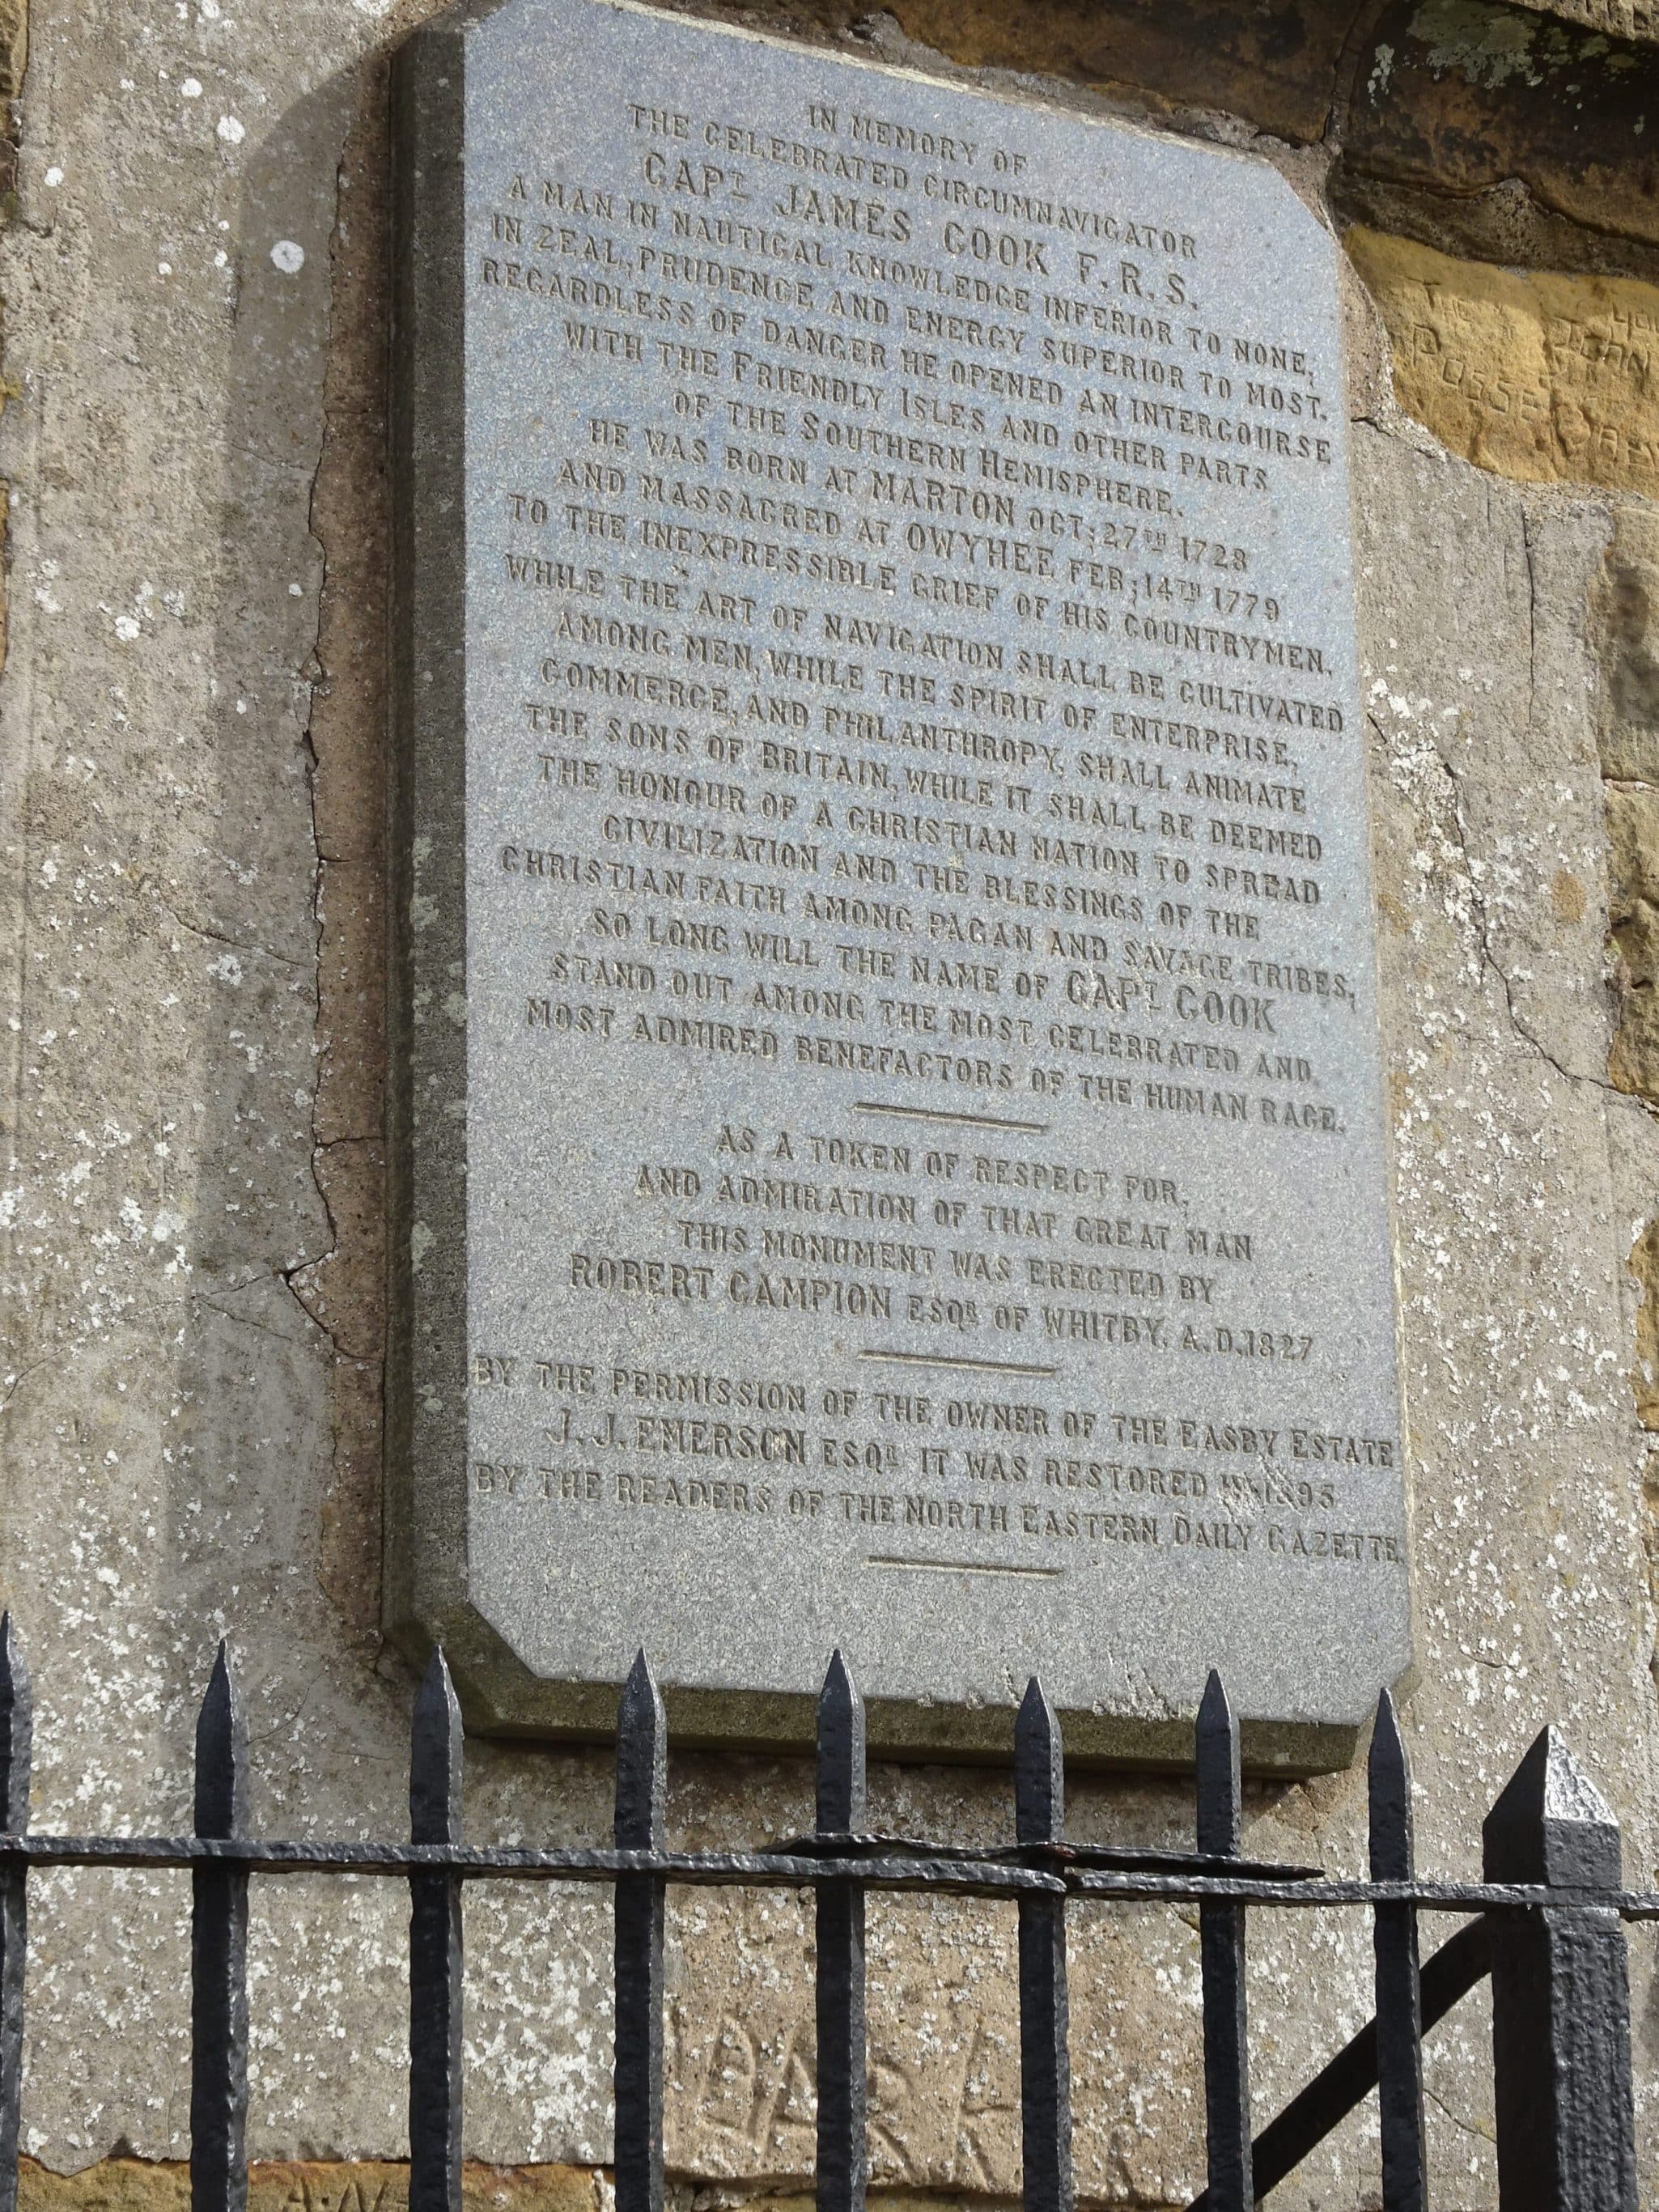 IN MEMORY OF
THE CELEBRATED CIRCUMNAVIGATOR
CAPT. JAMES COOK F.R.S.
A MAN IN NAUTICAL KNOWLEDGE INFERIOR TO NONE,
IN ZEAL, PRUDENCE AND ENERGY SUPERIOR TO MOST.
REGARDLESS OF DANGER HE OPENED AN INTERCOURSE
WITH THE FRIENDLY ISLES AND OTHER PARTS
OF THE SOUTHERN HEMISPHERE.
HE WAS BORN AT MARTON OCT; 27TH 1728
AND MASSACRED AT OWYHEE FEB; 14TH 1779
TO THE INEXPRESSIBLE GRIEF OF HIS COUNTRYMEN.
WHILE THE ART OF NAVIGATION SHALL BE CULTIVATED
AMONG MEN, WHILE THE SPIRIT OF ENTERPRISE,
COMMERCE, AND PHILANTHROPY, SHALL ANIMATE
THE SONS OF BRITAIN, WHILE IT SHALL BE DEEMED
THE HONOUR OF A CHRISTIAN NATION TO SPREAD
CIVILIZATION AND THE BLESSINGS OF THE
CHRISTIAN FAITH AMONG PAGAN AND SAVAGE TRIBES,
SO LONG WILL THE NAME OF CAPT. COOK
STAND OUT AMONG THE MOST CELEBRATED AND
MOST ADMIRED BENEFACTORS OF THE HUMAN RACE.
AS A TOKEN OF RESPECT FOR,
AND ADMIRATION OF THAT GREAT MAN
THIS MONUMENT WAS ERECTED BY
ROBERT CAMPION ESQR. OF WHITBY, A.D. 1827
BY THE PERMISSION OF THE OWNER OF THE EASBY ESTATE
J. J. EMERSON ESQR. IT WAS RESTORED IN 1895
BY THE READERS OF THE NORTH EASTERN DAILY GAZETTE.